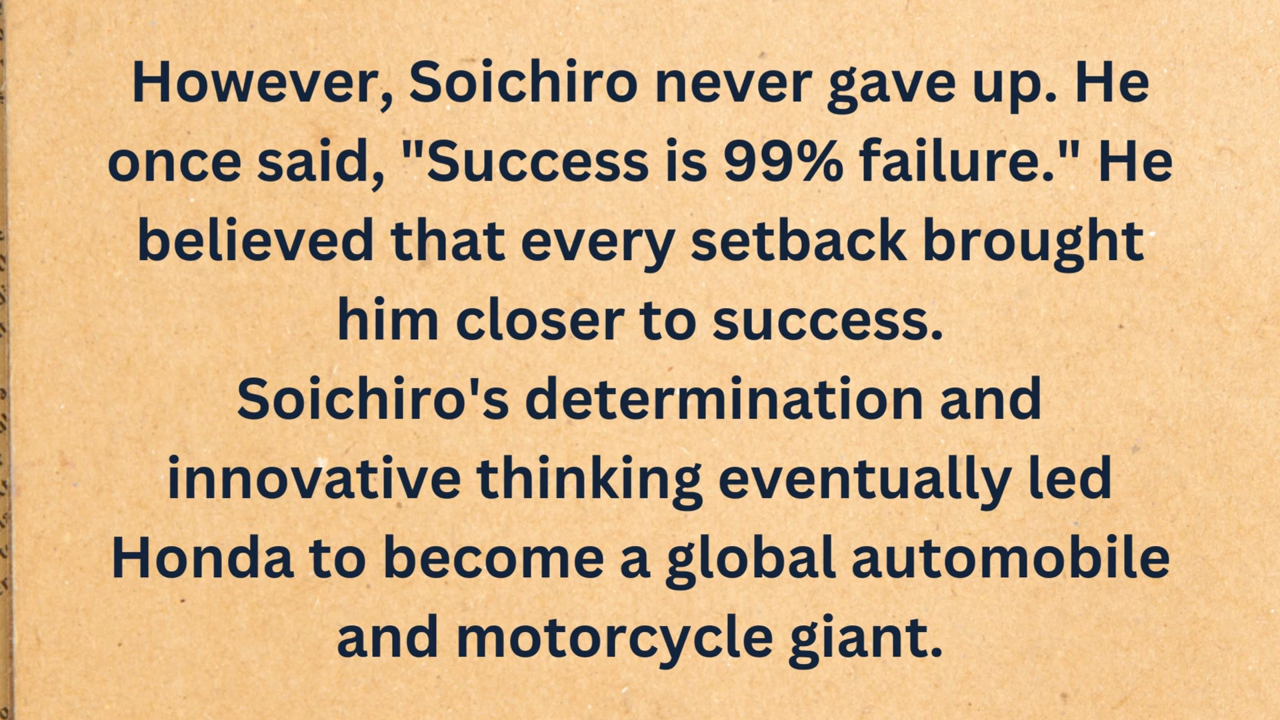 However, Soichiro never gave up. He
once said, "Success is 99% failure." He
believed that every setback brought
him closer to success.
Soichiro's determination and
innovative thinking eventually led
Honda to become a global automobile
and motorcycle giant.